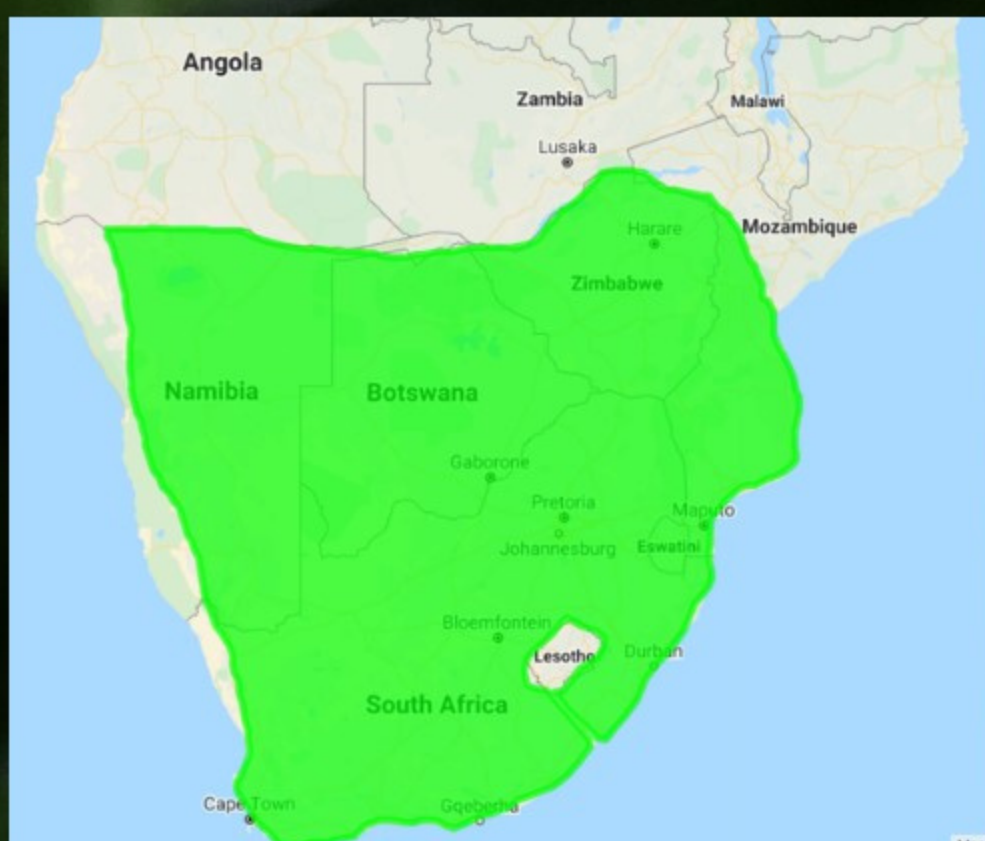 Angola
Zambia
Malawi
Lusaka
Mozambique
Harare
Zimbabwe
Namibia
Botswana
Gaborone
Pretoria
Maputo
Johannesburg
Eswatini
Bloemfontein
Lesotho
Durban
South Africa
Cape Town
Gqeberha